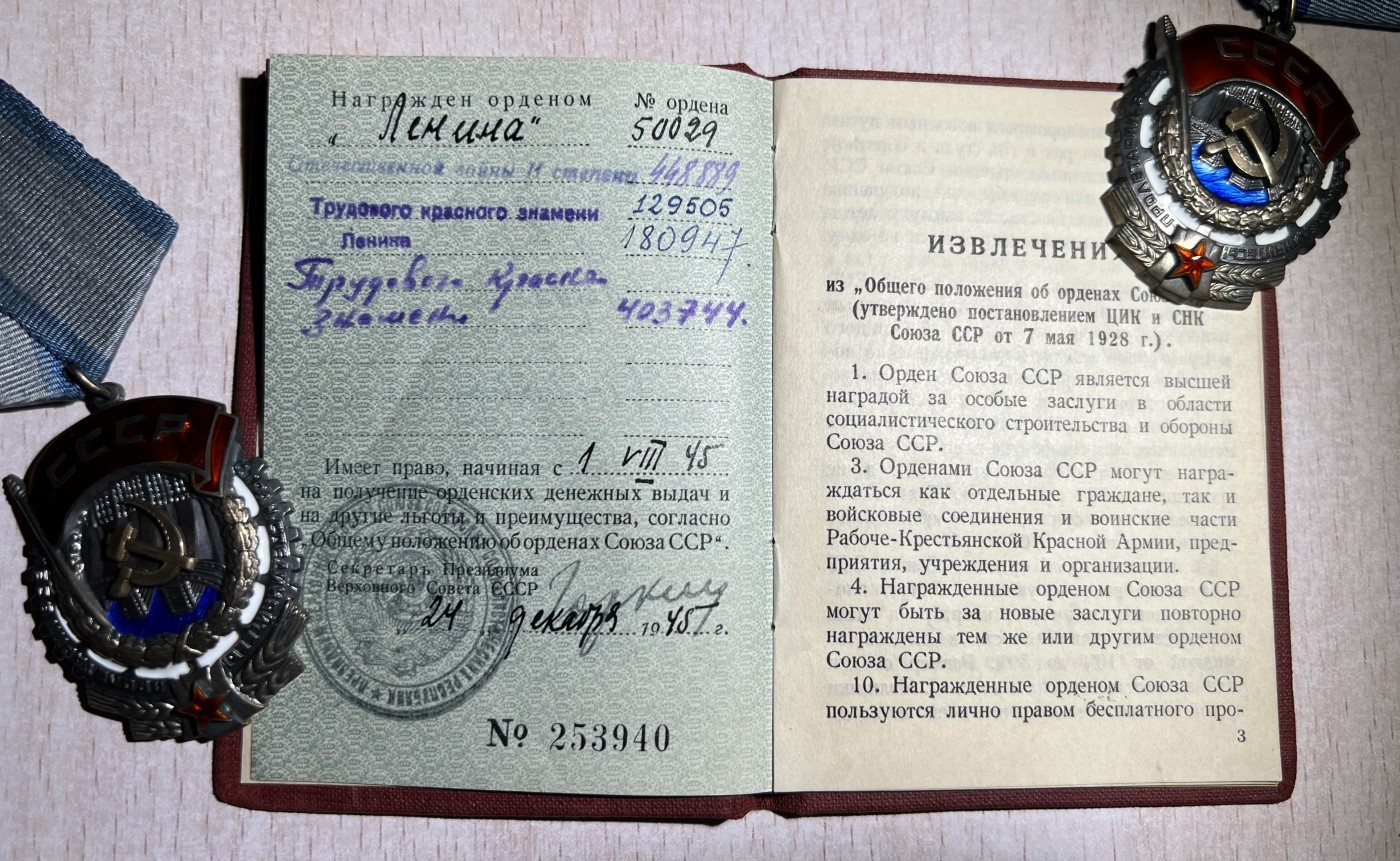 Награжден орденом № ордена
„Ленина“ 50029
Отечественной войны II степени 448889
Трудового красного знамени 129505
Ленина 180947.
Трудового Красн.
знамени 403744.
Имеет право, начиная с 1 VIII 45
на получение орденских денежных выдач и
на другие льготы и преимущества, согласно
„Общему положению об орденах Союза ССР“.
Секретарь Президиума
Верховного Совета СССР
„24 декабря 1945 г.
№ 253940
ИЗВЛЕЧЕНИ
из „Общего положения об орденах
(утверждено постановлением ЦИК и СНК
Союза ССР от 7 мая 1928 г.).
1. Орден Союза ССР является высшей
наградой за особые заслуги в области
социалистического строительства и обороны
Союза ССР.
3. Орденами Союза ССР могут награ-
ждаться как отдельные граждане, так и
войсковые соединения и воинские части
Рабоче-Крестьянской Красной Армии, пред-
приятия, учреждения и организации.
4. Награжденные орденом Союза ССР
могут быть за новые заслуги повторно
награждены тем же или другим орденом
Союза ССР.
10. Награжденные орденом Союза ССР
пользуются лично правом бесплатного про-
3
СССР
СССР